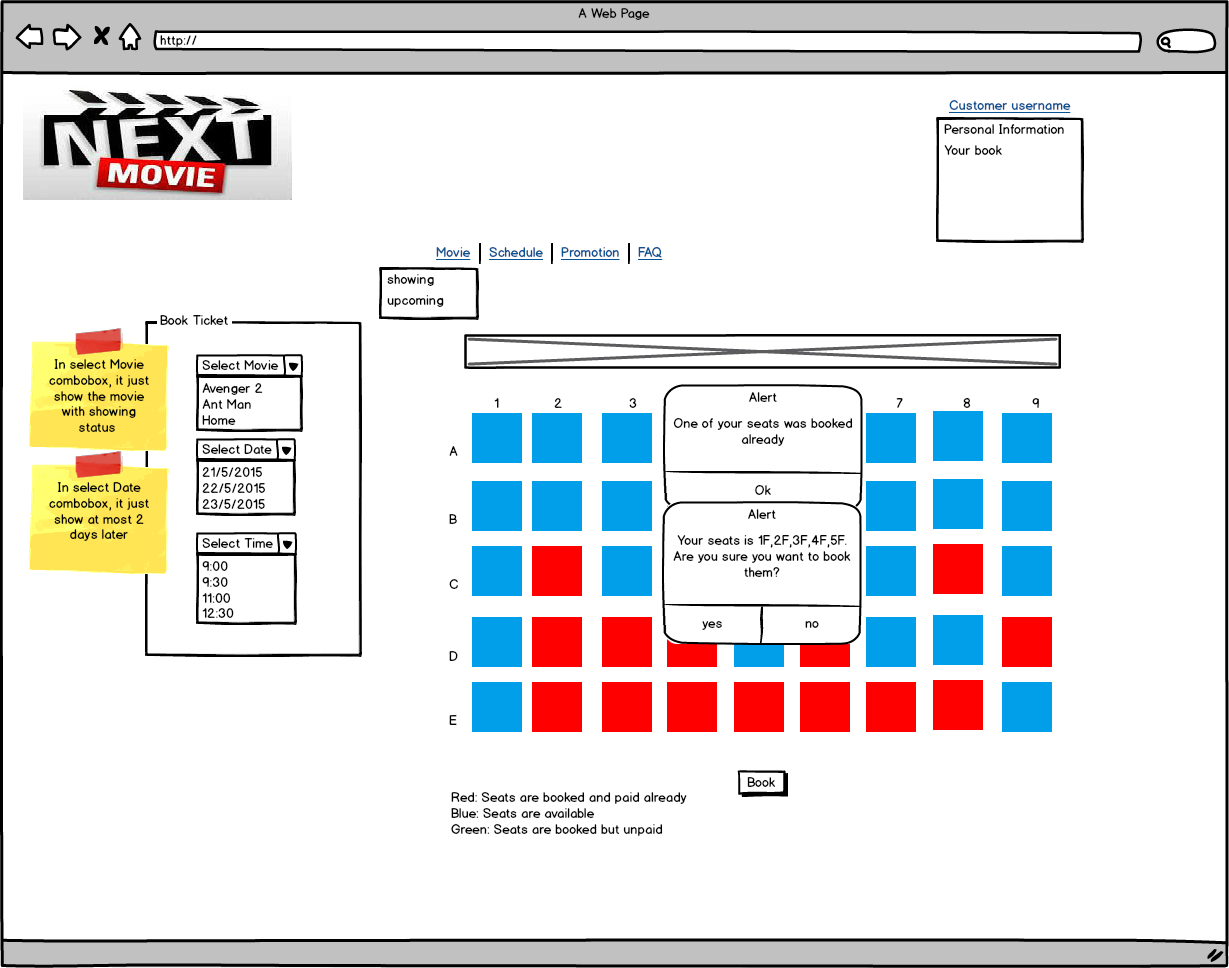 A Web Page
http://
NEXT
MOVIE
Customer username
Personal Information
Your book
Movie
Schedule
Promotion
FAQ
showing
upcoming
Book Ticket
In select Movie
combobox, it just
show the movie
with showing
status
In select Date
combobox, it just
show at most 2
days later
Select Movie
Avenger 2
Ant Man
Home
Select Date
21/5/2015
22/5/2015
23/5/2015
Select Time
9:00
9:30
11:00
12:30
1 2 3 7 8 9
A
B
C
D
E
Alert
One of your seats was booked
already
Ok
Alert
Your seats is 1F,2F,3F,4F,5F.
Are you sure you want to book
them?
yes no
Book
Red: Seats are booked and paid already
Blue: Seats are available
Green: Seats are booked but unpaid